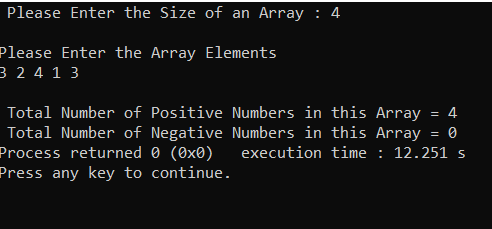 Please Enter the Size of an Array : 4
Please Enter the Array Elements
3 2 4 1 3
Total Number of Positive Numbers in this Array = 4
Total Number of Negative Numbers in this Array = 0
Process returned 0 (0x0)   execution time : 12.251 s
Press any key to continue.